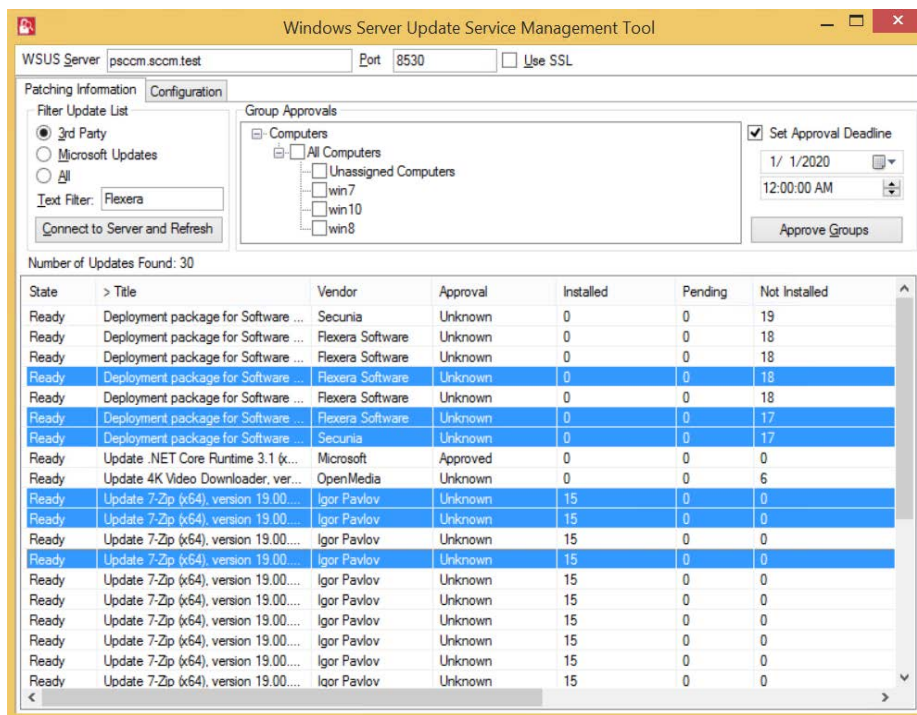 Windows Server Update Service Management Tool
WSUS Server psccm.sccm.test Port 8530 Use SSL
Patching Information Configuration
Filter Update List
3rd Party
Microsoft Updates
All
Text Filter: Flexera
Connect to Server and Refresh
Group Approvals
Computers
All Computers
Unassigned Computers
win7
win10
win8
Set Approval Deadline
1/ 1/2020
12:00:00 AM
Approve Groups
Number of Updates Found: 30
State > Title Vendor Approval Installed Pending Not Installed
Ready Deployment package for Software ... Secunia Unknown 0 0 19
Ready Deployment package for Software ... Flexera Software Unknown 0 0 18
Ready Deployment package for Software ... Flexera Software Unknown 0 0 18
Ready Deployment package for Software ... Flexera Software Unknown 0 0 18
Ready Deployment package for Software ... Flexera Software Unknown 0 0 18
Ready Deployment package for Software ... Flexera Software Unknown 0 0 17
Ready Deployment package for Software ... Secunia Unknown 0 0 17
Ready Update .NET Core Runtime 3.1 (x... Microsoft Approved 0 0 0
Ready Update 4K Video Downloader, ver... OpenMedia Unknown 0 0 6
Ready Update 7-Zip (x64), version 19.00.... Igor Pavlov Unknown 15 0 0
Ready Update 7-Zip (x64), version 19.00.... Igor Pavlov Unknown 15 0 0
Ready Update 7-Zip (x64), version 19.00.... Igor Pavlov Unknown 15 0 0
Ready Update 7-Zip (x64), version 19.00.... Igor Pavlov Unknown 15 0 0
Ready Update 7-Zip (x64), version 19.00.... Igor Pavlov Unknown 15 0 0
Ready Update 7-Zip (x64), version 19.00.... Igor Pavlov Unknown 15 0 0
Ready Update 7-Zip (x64), version 19.00.... Igor Pavlov Unknown 15 0 0
Ready Update 7-Zip (x64), version 19.00.... Igor Pavlov Unknown 15 0 0
Ready Update 7-Zip (x64), version 19.00.... Igor Pavlov Unknown 15 0 0
Ready Update 7-Zip (x64), version 19.00.... Igor Pavlov Unknown 15 0 0